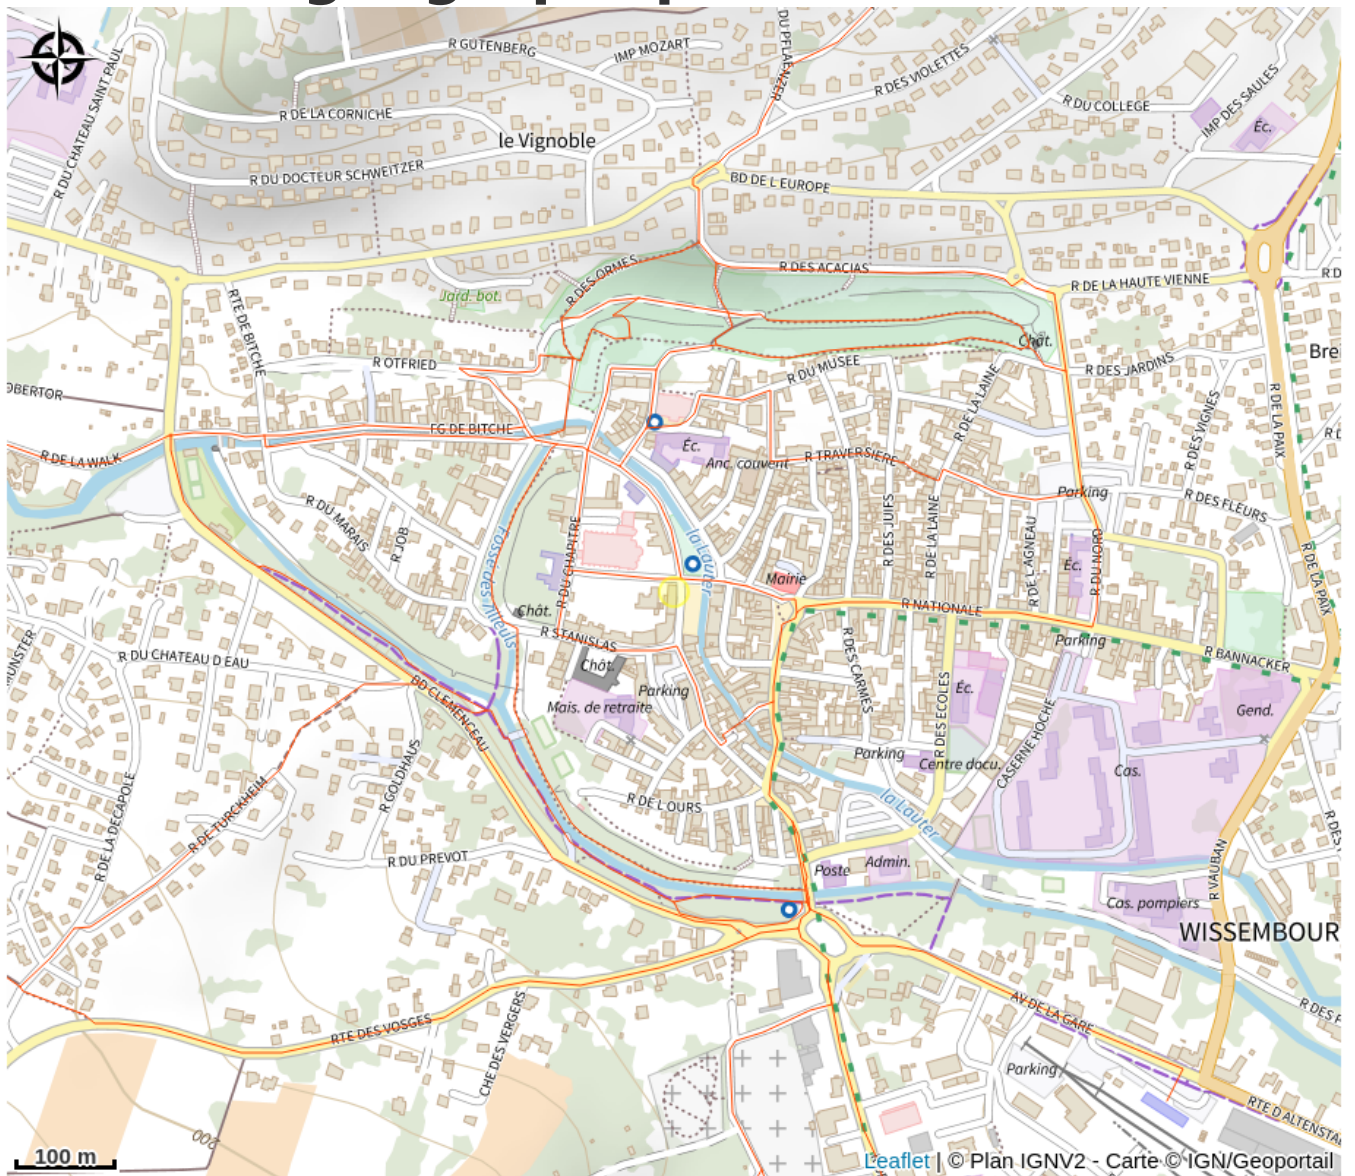 R GUTENBERG
IMP MOZART
DU PFLAENZER
R DES VIOLETTES
R DU COLLEGE
IMP DES SAULES
Éc.
R DU CHATEAU SAINT PAUL
R DE LA CORNICHE
le Vignoble
R DU DOCTEUR SCHWEITZER
BD DE L EUROPE
R DES ORMES
R DES ACACIAS
R DE LA HAUTE VIENNE
R D
Jard. bot.
RTE DE BITCHE
Chât.
Bre
R OTFRIED
R DU MUSEE
R DES JARDINS
OBERTOR
R DE LA LAINE
R DES VIGNES
R DE LA PAIX
FG DE BITCHE
Éc.
Anc. couvent
R TRAVERSIERE
R DE LA WALK
Parking
R DES FLEURS
R DU MARAIS
R JOB
Fossé des Tilleuls
R DU CHAPITRE
la Lauter
R DES JUIFS
R DE LA LAINE
R DE L AGNEAU
R DU NORD
R DE LA PAIX
Mairie
Éc.
Chât.
R NATIONALE
R STANISLAS
Parking
R BANNACKER
MUNSTER
R DU CHATEAU D EAU
Chât.
R DES CARMES
Éc.
Parking
Mais. de retraite
Gend.
BD CLEMENCEAU
R DES ECOLES
CASERNE HOCHE
Parking
Centre docu.
Cas.
R GOLDHAUS
R DE TURCKHEIM
R DE LA DECAPOLE
R DE L OURS
la Lauter
R DU PREVOT
Poste
Admin.
R VAUBAN
R DES
Cas. pompiers
WISSEMBOUR
RTE DES VOSGES
CHE DES VERGERS
AV DE LA GARE
R DES F
Parking
RTE D ALTENSTA
200
100 m
Leaflet | © Plan IGNV2 - Carte © IGN/Geoportail